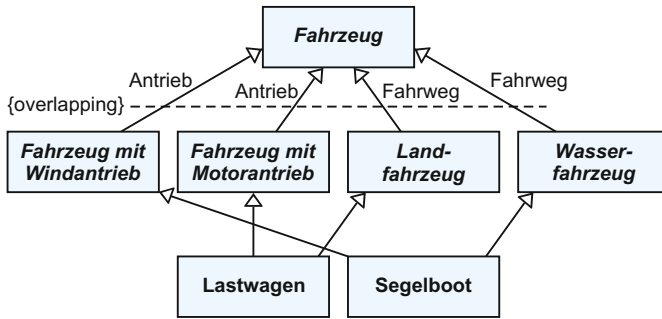 Fahrzeug
Antrieb
Antrieb
Fahrweg
Fahrweg
{overlapping}
Fahrzeug mit
Windantrieb
Fahrzeug mit
Motorantrieb
Land-
fahrzeug
Wasser-
fahrzeug
Lastwagen
Segelboot